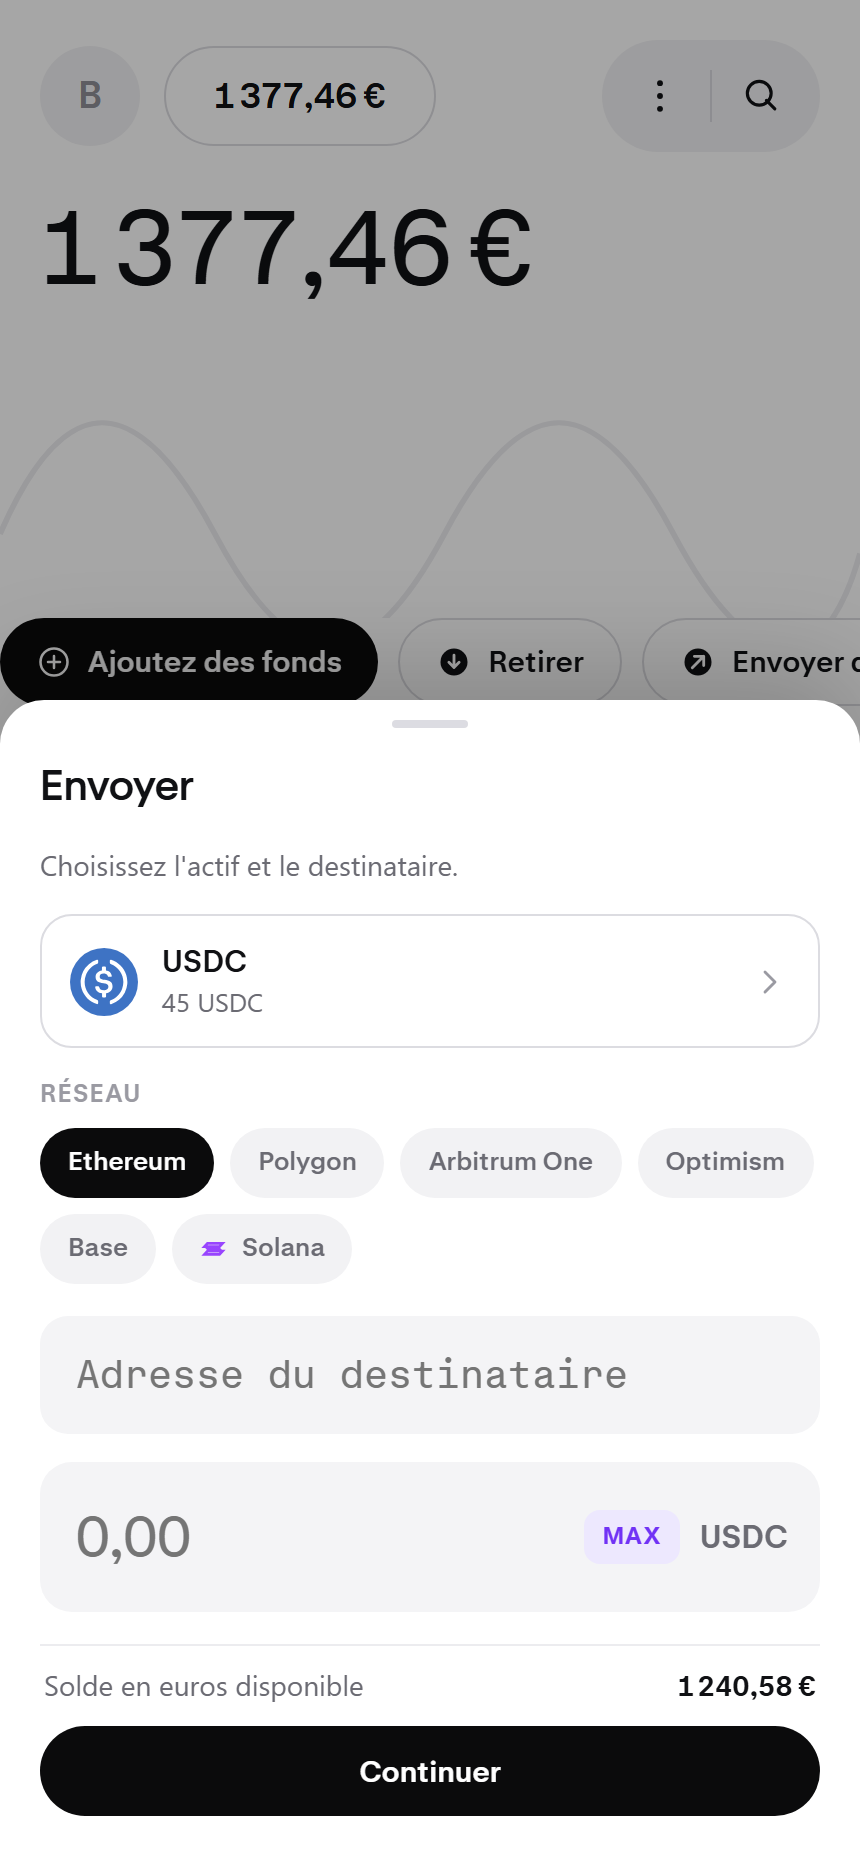 B
1 377,46 €
1 377,46 €
Ajoutez des fonds
Retirer
Envoyer
Envoyer
Choisissez l'actif et le destinataire.
USDC
45 USDC
RÉSEAU
Ethereum
Polygon
Arbitrum One
Optimism
Base
Solana
Adresse du destinataire
0,00
MAX
USDC
Solde en euros disponible
1 240,58 €
Continuer